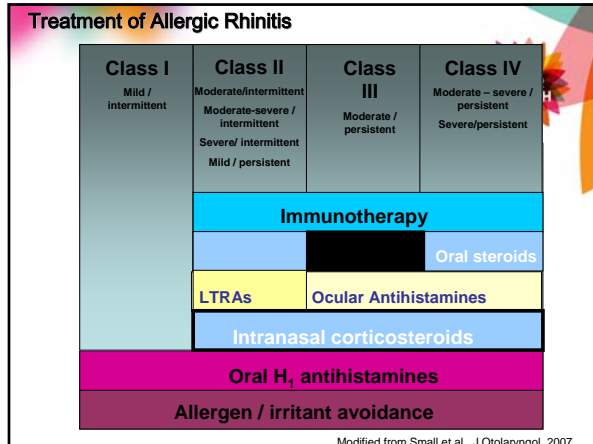 Treatment of Allergic Rhinitis
Class I
Mild /
intermittent
Class II
Moderate/intermittent
Moderate-severe /
intermittent
Severe/ intermittent
Mild / persistent
Class
III
Moderate /
persistent
Class IV
Moderate – severe /
persistent
Severe/persistent
H
Immunotherapy
Oral steroids
LTRAs
Ocular Antihistamines
Intranasal corticosteroids
Oral H₁ antihistamines
Allergen / irritant avoidance
Modified from Small et al., J Otolaryngol, 2007